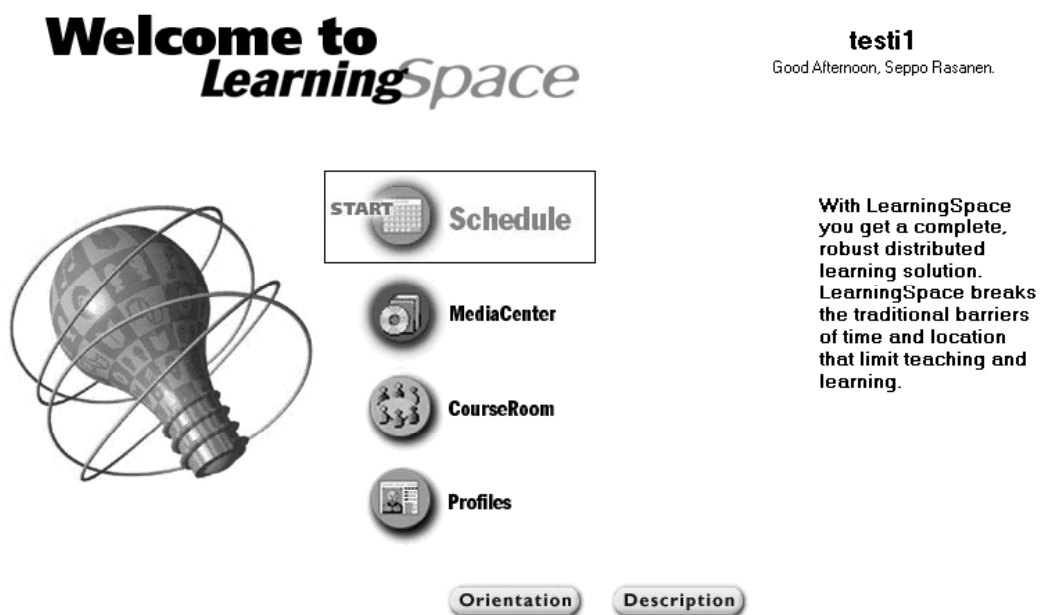 Welcome to
LearningSpace
testi1
Good Afternoon, Seppo Rasanen.
START
Schedule
MediaCenter
CourseRoom
Profiles
With LearningSpace
you get a complete,
robust distributed
learning solution.
LearningSpace breaks
the traditional barriers
of time and location
that limit teaching and
learning.
Orientation
Description